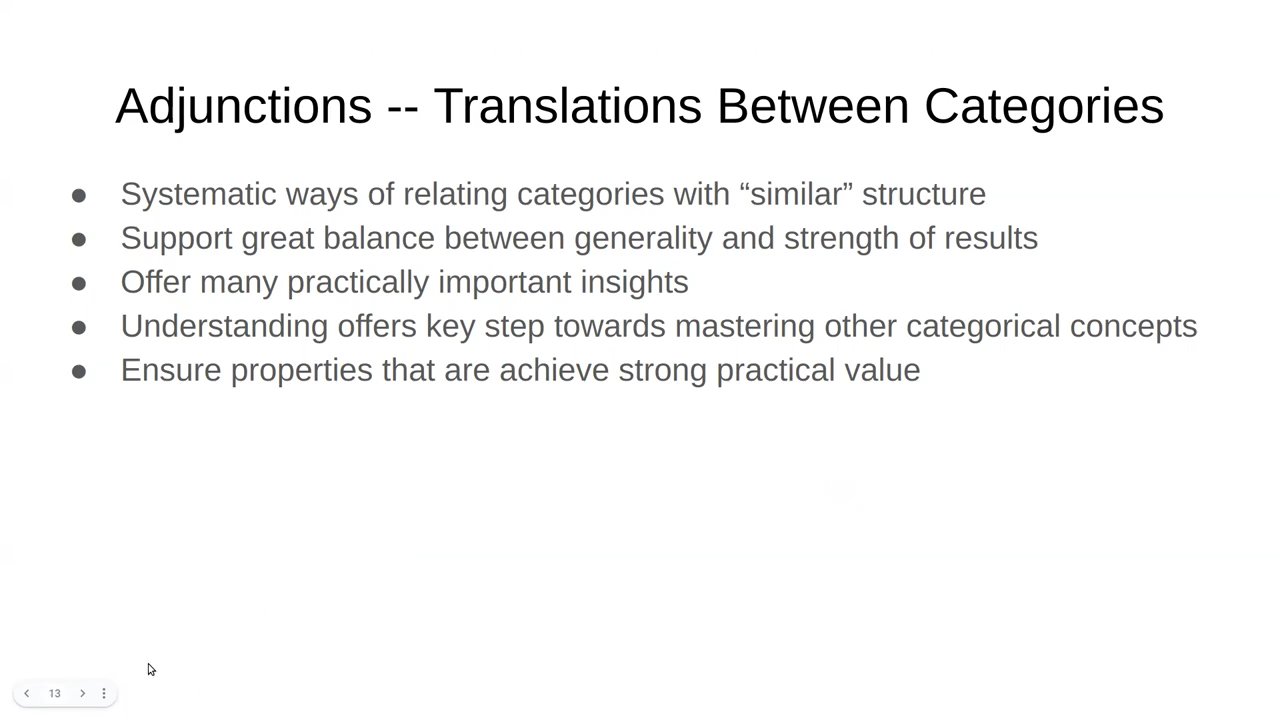 Adjunctions -- Translations Between Categories
● Systematic ways of relating categories with “similar” structure
● Support great balance between generality and strength of results
● Offer many practically important insights
● Understanding offers key step towards mastering other categorical concepts
● Ensure properties that are achieve strong practical value
13